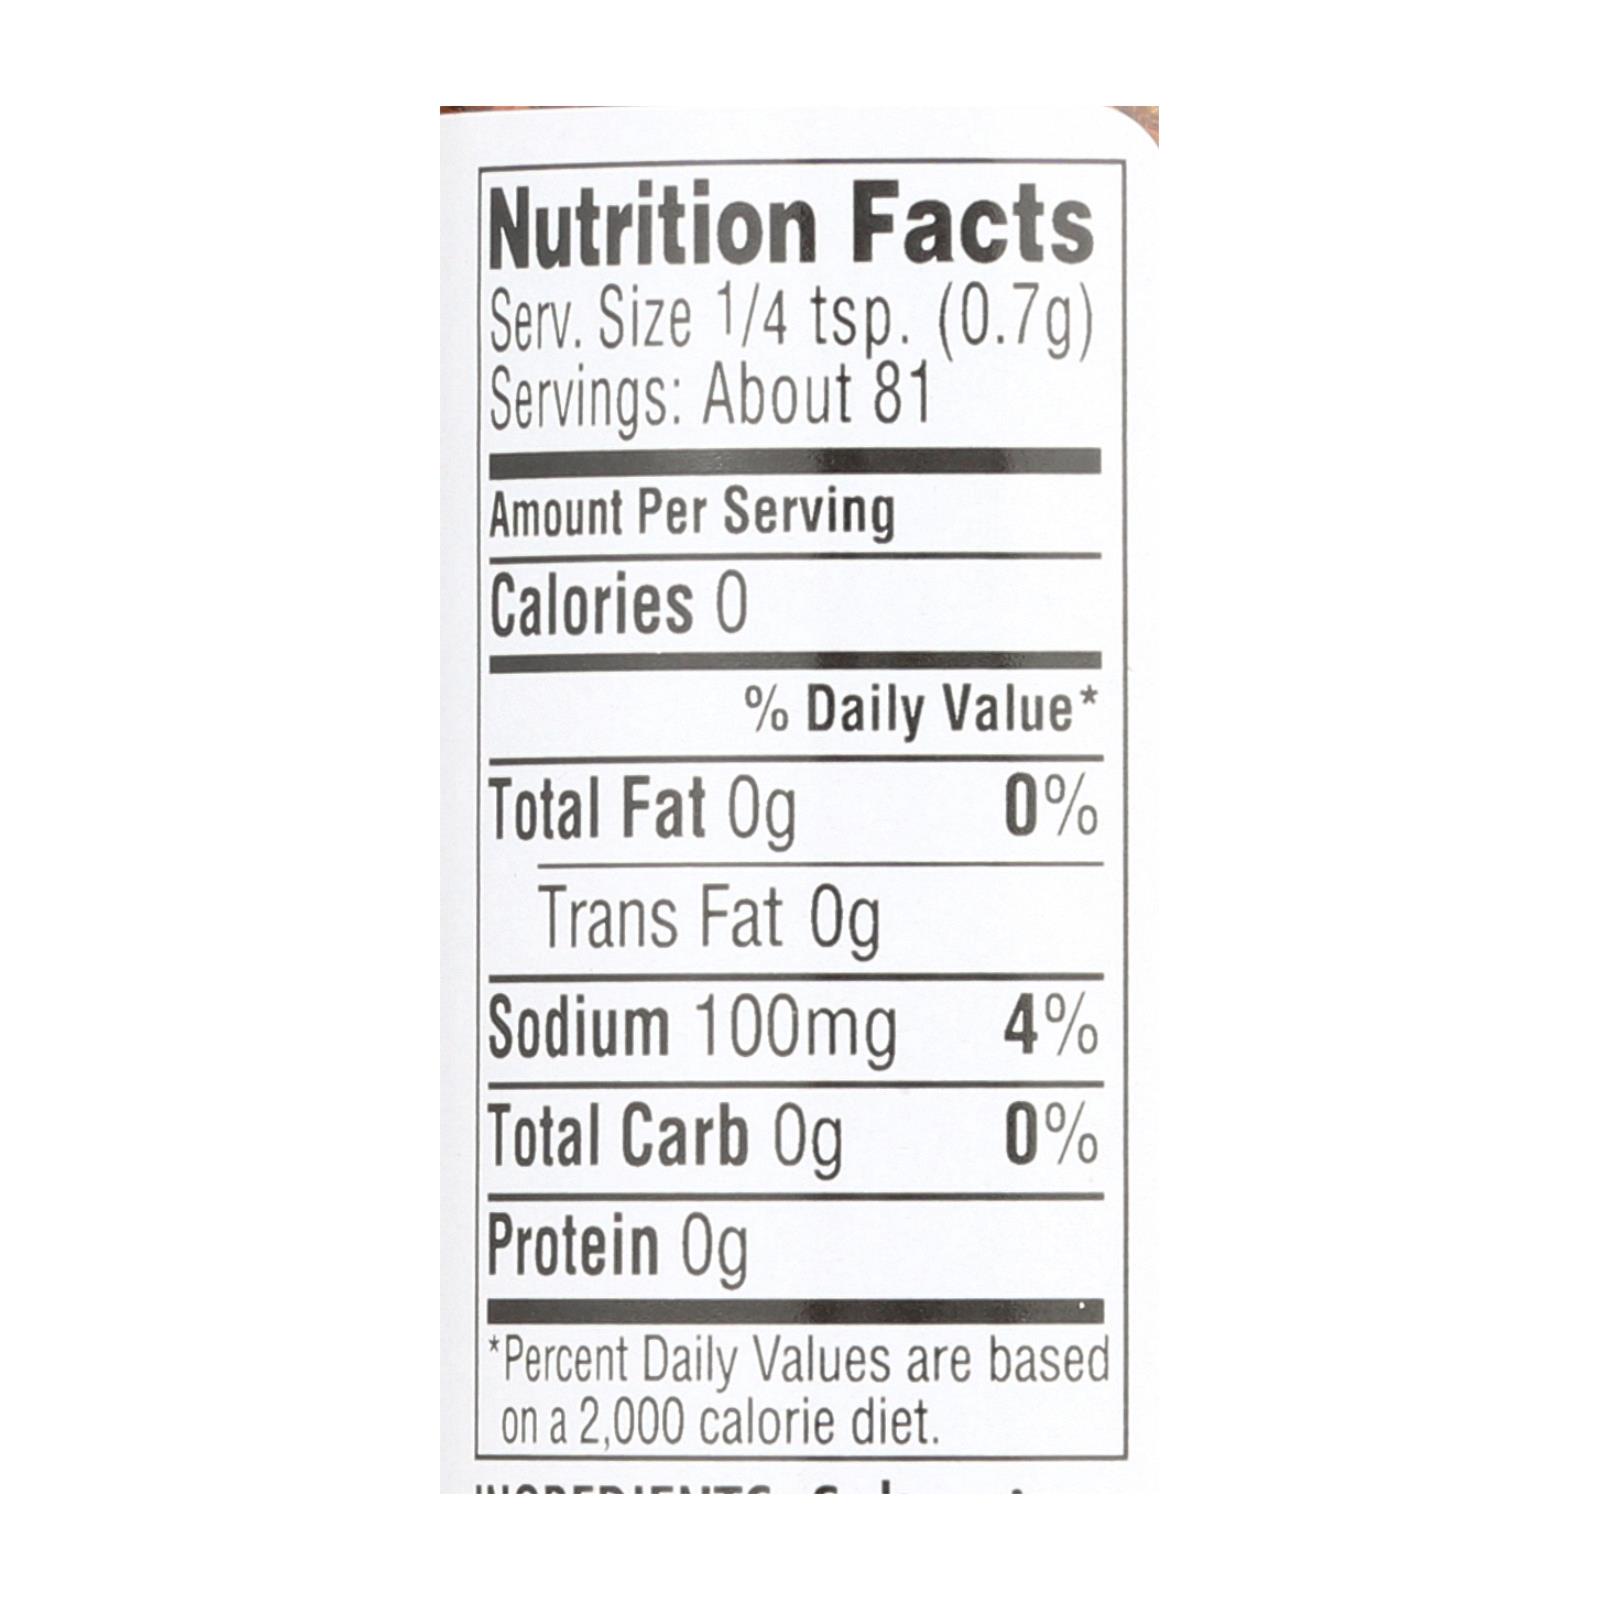 Nutrition Facts
Serv. Size 1/4 tsp. (0.7g)
Servings: About 81
Amount Per Serving
Calories 0
% Daily Value*
Total Fat 0g 0%
Trans Fat 0g
Sodium 100mg 4%
Total Carb 0g 0%
Protein 0g
*Percent Daily Values are based
on a 2,000 calorie diet.
INGREDIENTS: